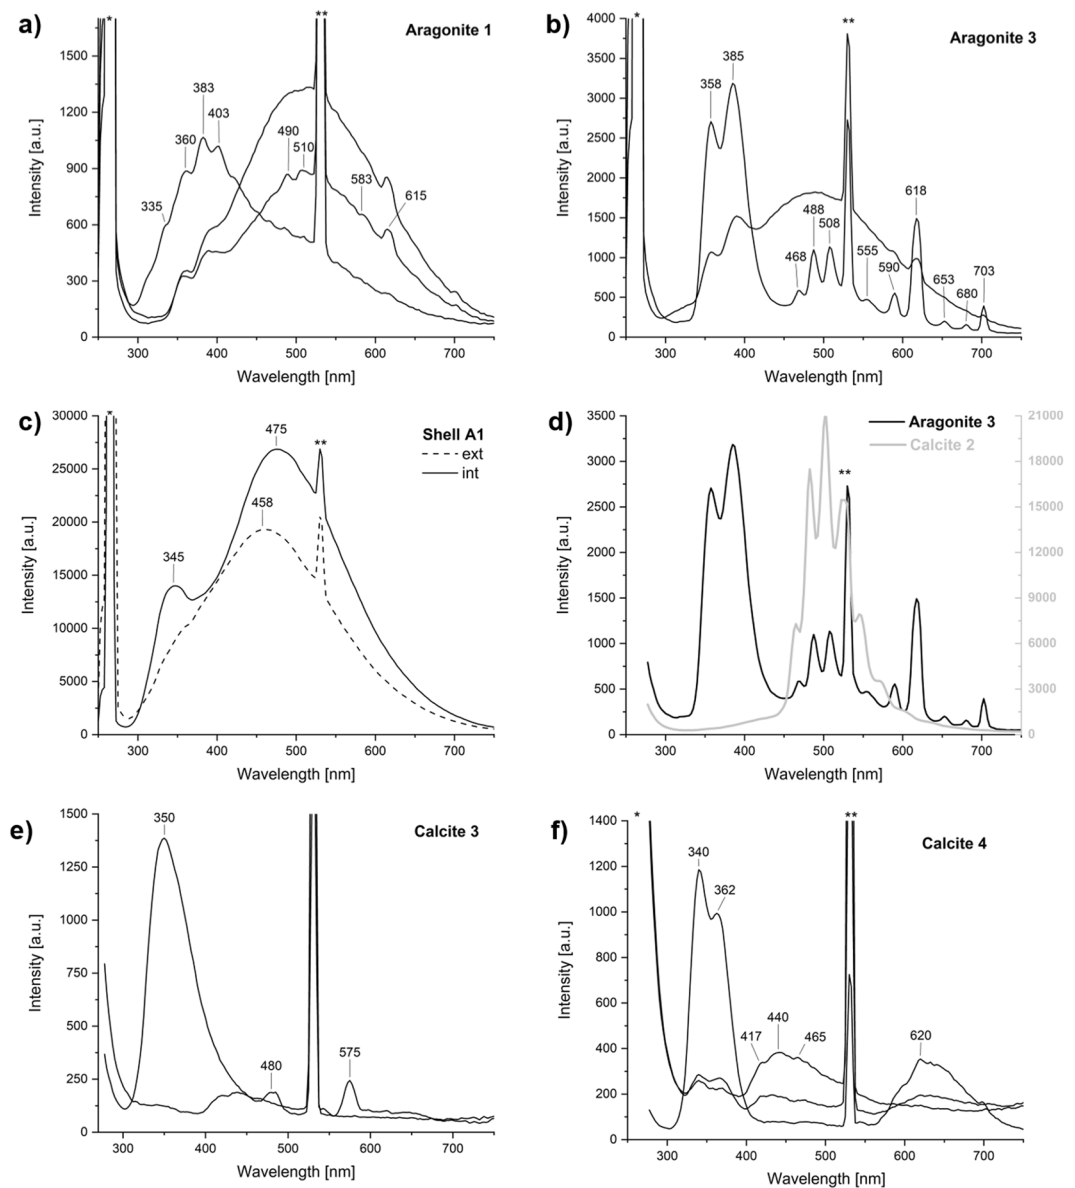 a)
Aragonite 1
*
**
1500
1200
900
600
300
0
Intensity [a.u.]
335
360
383
403
490
510
583
615
300 400 500 600 700
Wavelength [nm]
b)
Aragonite 3
*
**
4000
3500
3000
2500
2000
1500
1000
500
0
Intensity [a.u.]
358
385
468
488
508
555
590
618
653
680
703
300 400 500 600 700
Wavelength [nm]
c)
Shell A1
ext
int
*
**
30000
25000
20000
15000
10000
5000
0
Intensity [a.u.]
345
475
458
300 400 500 600 700
Wavelength [nm]
d)
Aragonite 3
Calcite 2
**
3500
3000
2500
2000
1500
1000
500
0
Intensity [a.u.]
21000
18000
15000
12000
9000
6000
3000
0
300 400 500 600 700
Wavelength [nm]
e)
Calcite 3
1500
1250
1000
750
500
250
0
Intensity [a.u.]
350
480
575
300 400 500 600 700
Wavelength [nm]
f)
Calcite 4
*
**
1400
1200
1000
800
600
400
200
0
Intensity [a.u.]
340
362
417
440
465
620
300 400 500 600 700
Wavelength [nm]